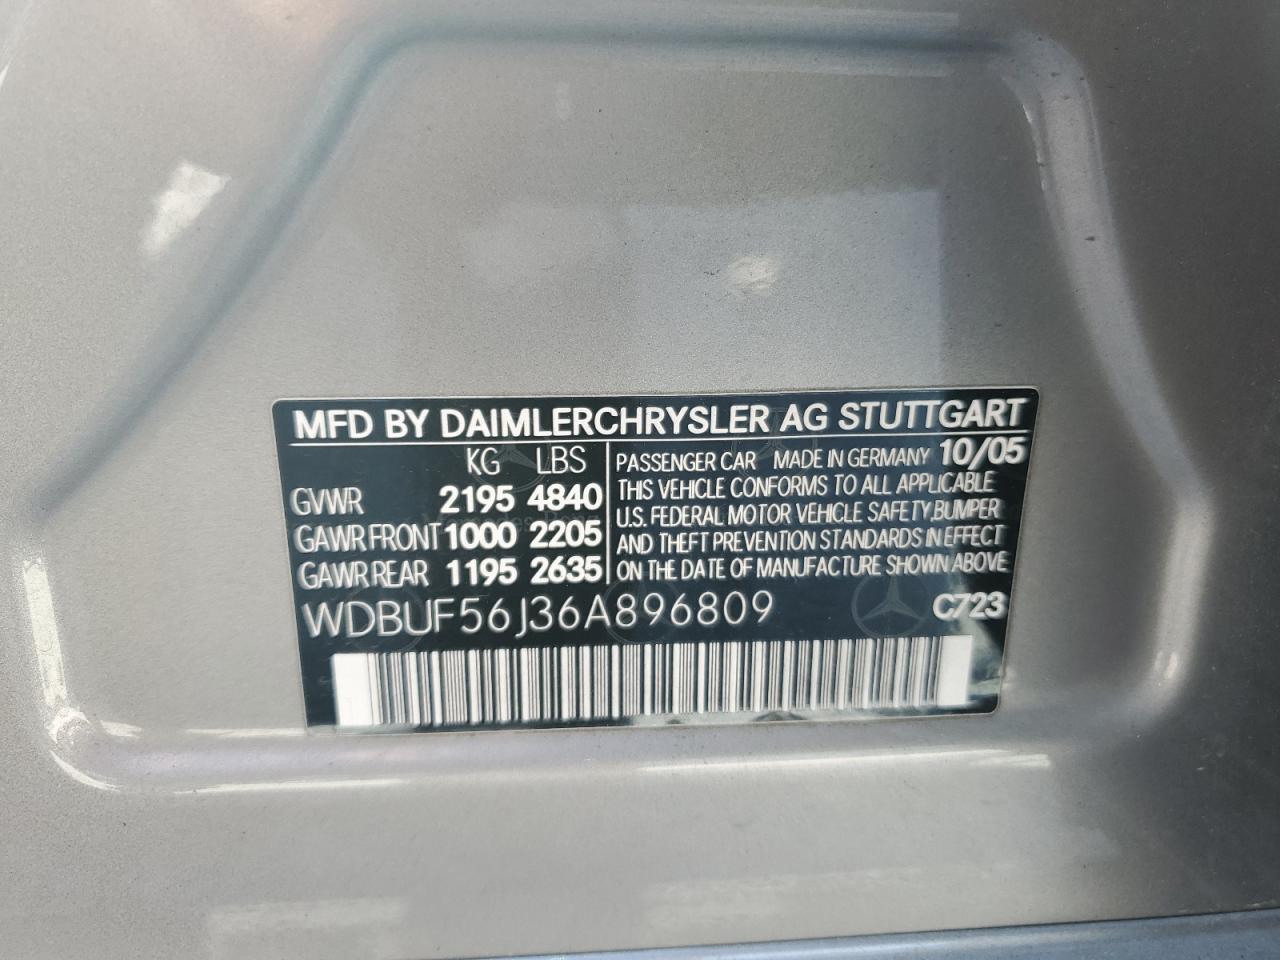 MFD BY DAIMLERCHRYSLER AG STUTTGART
KG LBS
GVWR 2195 4840
GAWR FRONT 1000 2205
GAWR REAR 1195 2635
PASSENGER CAR MADE IN GERMANY 10/05
THIS VEHICLE CONFORMS TO ALL APPLICABLE
U.S. FEDERAL MOTOR VEHICLE SAFETY,BUMPER
AND THEFT PREVENTION STANDARDS IN EFFECT
ON THE DATE OF MANUFACTURE SHOWN ABOVE
WDBUF56J36A896809 C723